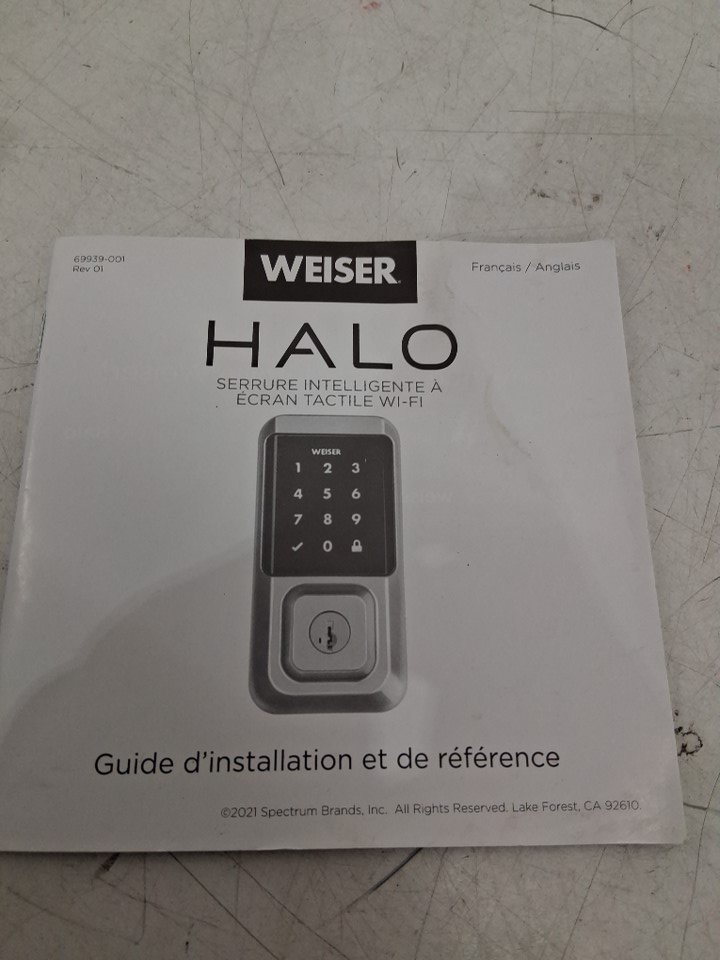 69939-001
Rev 01
WEISER
Français / Anglais
HALO
SERRURE INTELLIGENTE À
ÉCRAN TACTILE WI-FI
WEISER
1 2 3
4 5 6
7 8 9
0
Guide d'installation et de référence
©2021 Spectrum Brands, Inc. All Rights Reserved. Lake Forest, CA 92610.